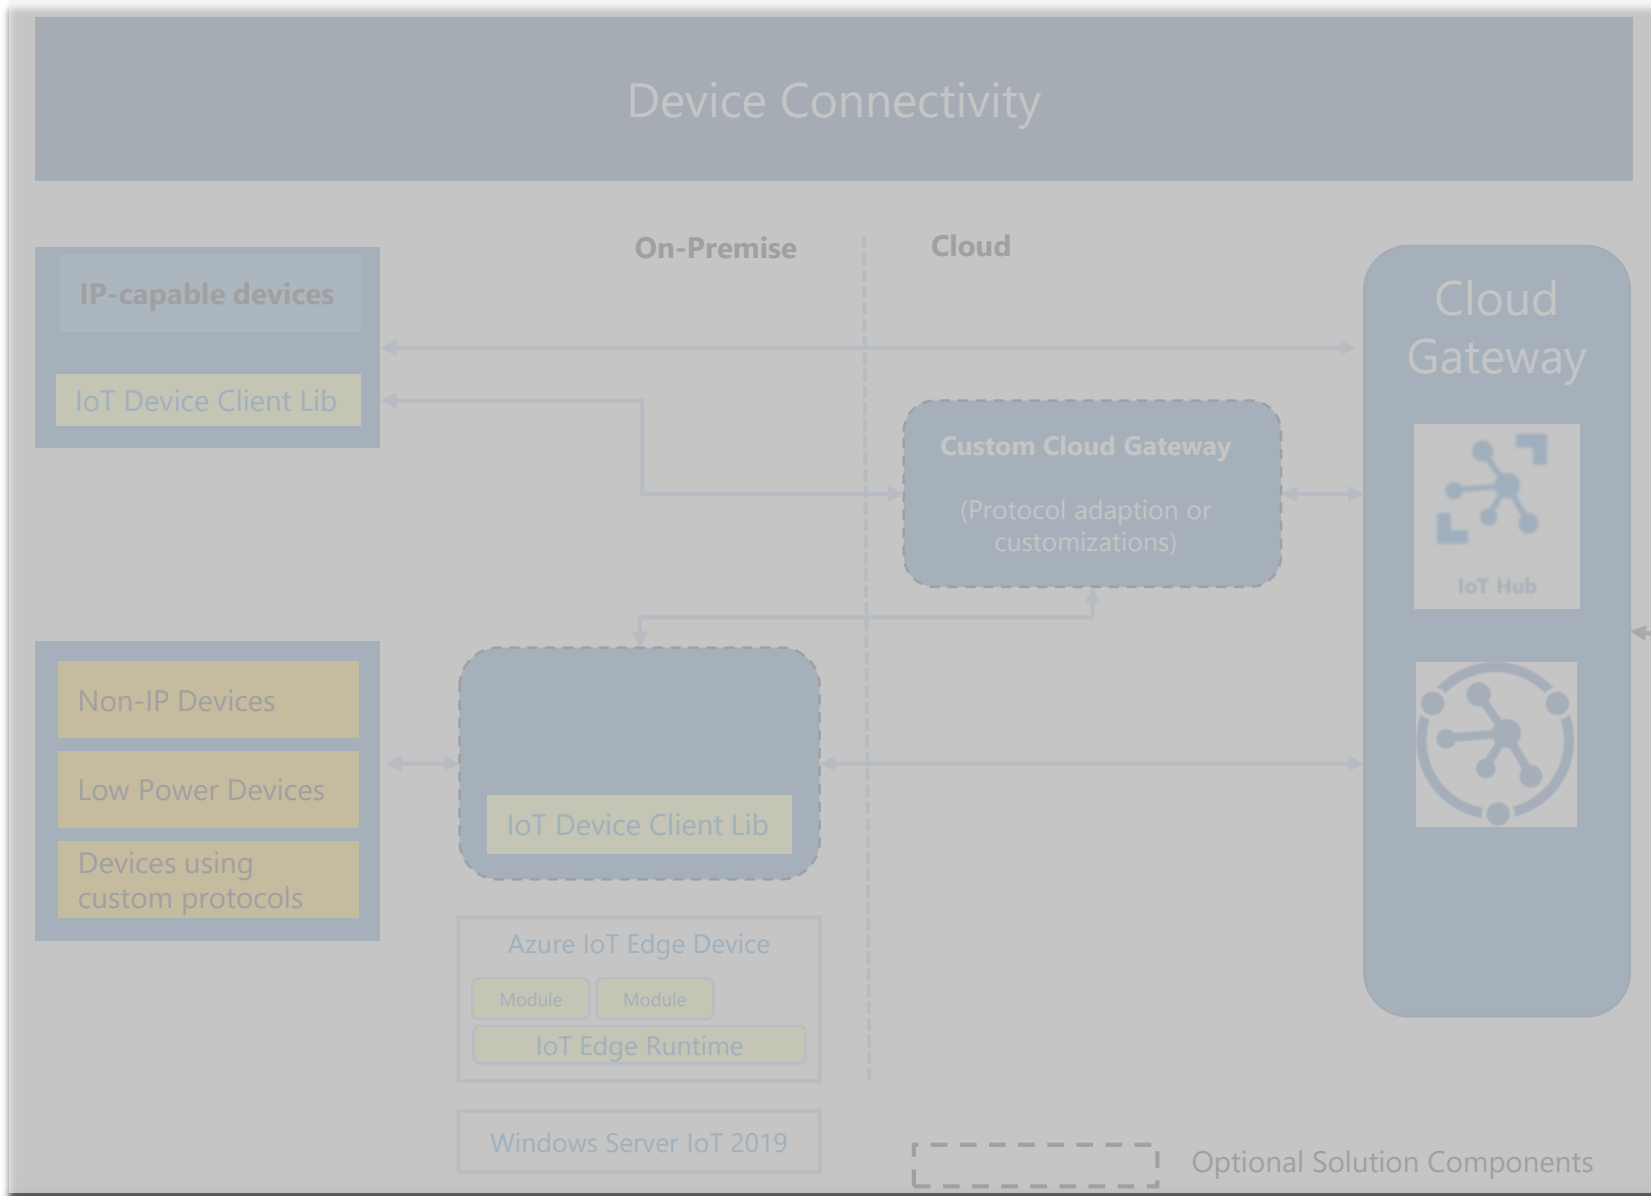 Device Connectivity
On-Premise
Cloud
IP-capable devices
IoT Device Client Lib
Cloud
Gateway
Custom Cloud Gateway
(Protocol adaption or
customizations)
IoT Hub
Non-IP Devices
Low Power Devices
Devices using
custom protocols
IoT Device Client Lib
Azure IoT Edge Device
Module
Module
IoT Edge Runtime
Windows Server IoT 2019
Optional Solution Components